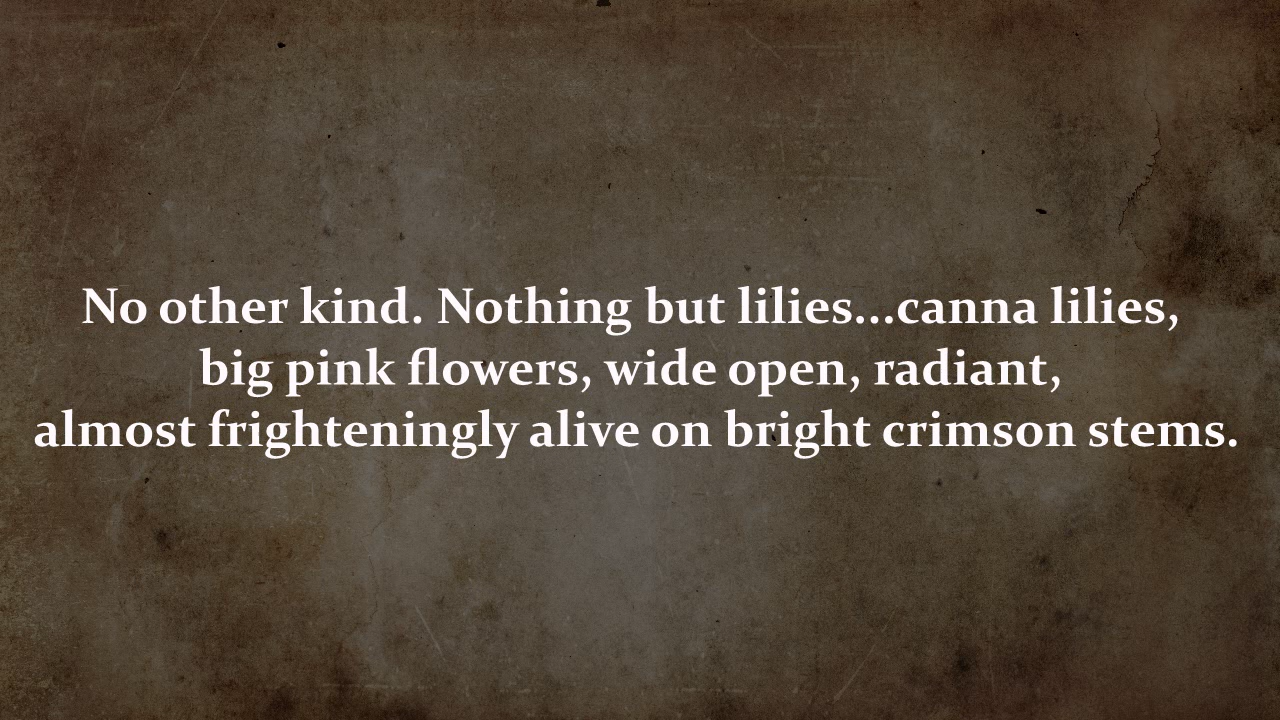 No other kind. Nothing but lilies...canna lilies,
big pink flowers, wide open, radiant,
almost frighteningly alive on bright crimson stems.